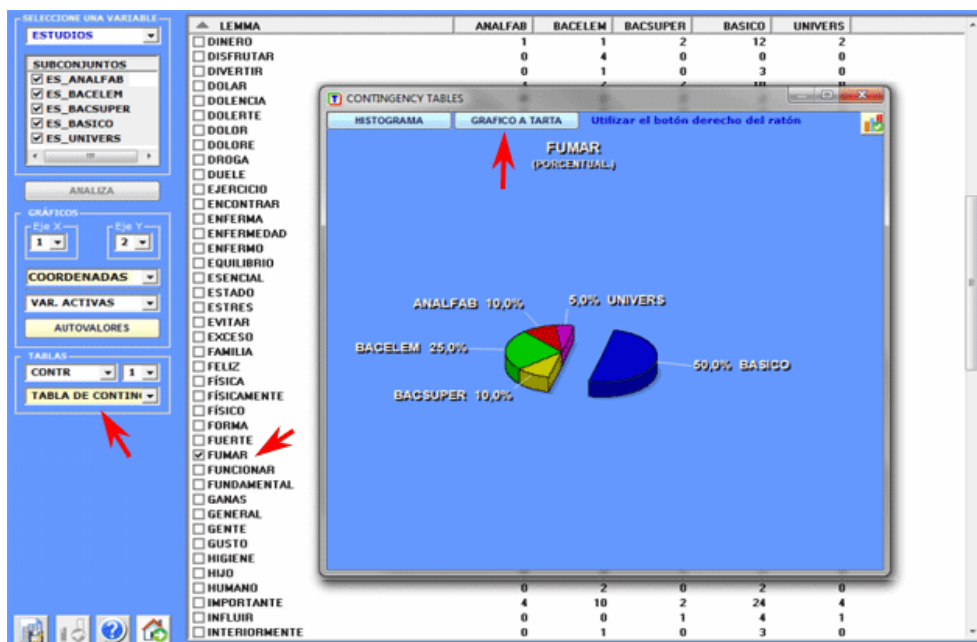 SELECCIONE UNA VARIABLE
ESTUDIOS
SUBCONJUNTOS
ES_ANALFAB
ES_BACELEM
ES_BACSUPER
ES_BASICO
ES_UNIVERS
ANALIZA
GRÁFICOS
Eje X Eje Y
1 2
COORDENADAS
VAR. ACTIVAS
AUTOVALORES
TABLAS
CONTR 1
TABLA DE CONTIN
LEMMA ANALFAB BACELEM BACSUPER BASICO UNIVERS
DINERO 1 1 2 12 2
DISFRUTAR 0 4 0 0 0
DIVERTIR 0 1 0 3 0
DOLAR
DOLENCIA
DOLERTE
DOLOR
DOLORE
DROGA
DUELE
EJERCICIO
ENCONTRAR
ENFERMA
ENFERMEDAD
ENFERMO
EQUILIBRIO
ESENCIAL
ESTADO
ESTRES
EVITAR
EXCESO
FAMILIA
FELIZ
FÍSICA
FÍSICAMENTE
FÍSICO
FORMA
FUERTE
FUMAR
FUNCIONAR
FUNDAMENTAL
GANAS
GENERAL
GENTE
GUSTO
HIGIENE
HIJO
HUMANO 0 2 0 2 0
IMPORTANTE 4 10 2 24 4
INFLUIR 0 0 1 4 1
INTERIORMENTE 0 1 0 3 0
CONTINGENCY TABLES
HISTOGRAMA GRAFICO A TARTA Utilizar el botón derecho del ratón
FUMAR
(PORCENTUAL.)
ANALFAB 10,0% 5,0% UNIVERS
BACELEM 25,0%
50,0% BASICO
BACSUPER 10,0%